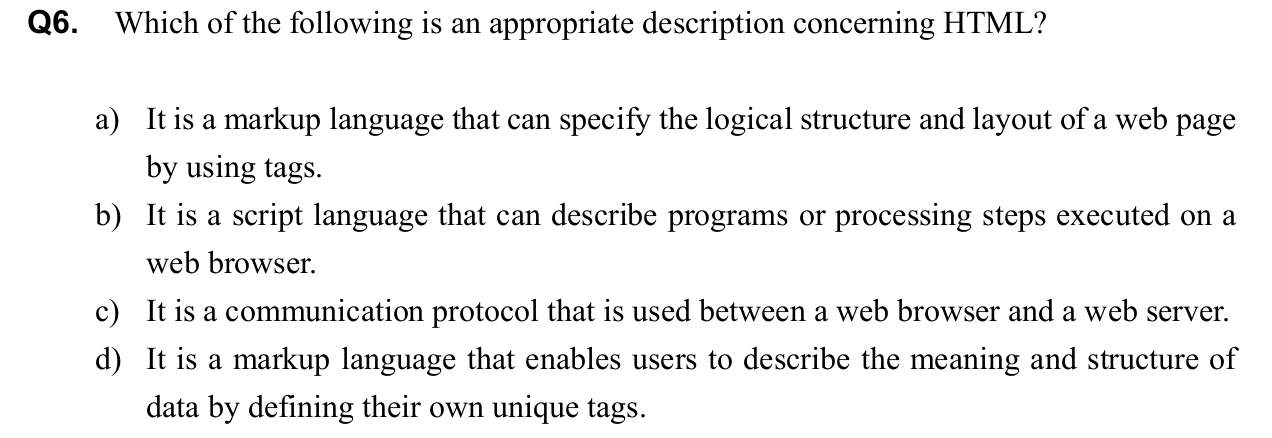 Q6. Which of the following is an appropriate description concerning HTML?
a) It is a markup language that can specify the logical structure and layout of a web page
by using tags.
b) It is a script language that can describe programs or processing steps executed on a
web browser.
c) It is a communication protocol that is used between a web browser and a web server.
d) It is a markup language that enables users to describe the meaning and structure of
data by defining their own unique tags.